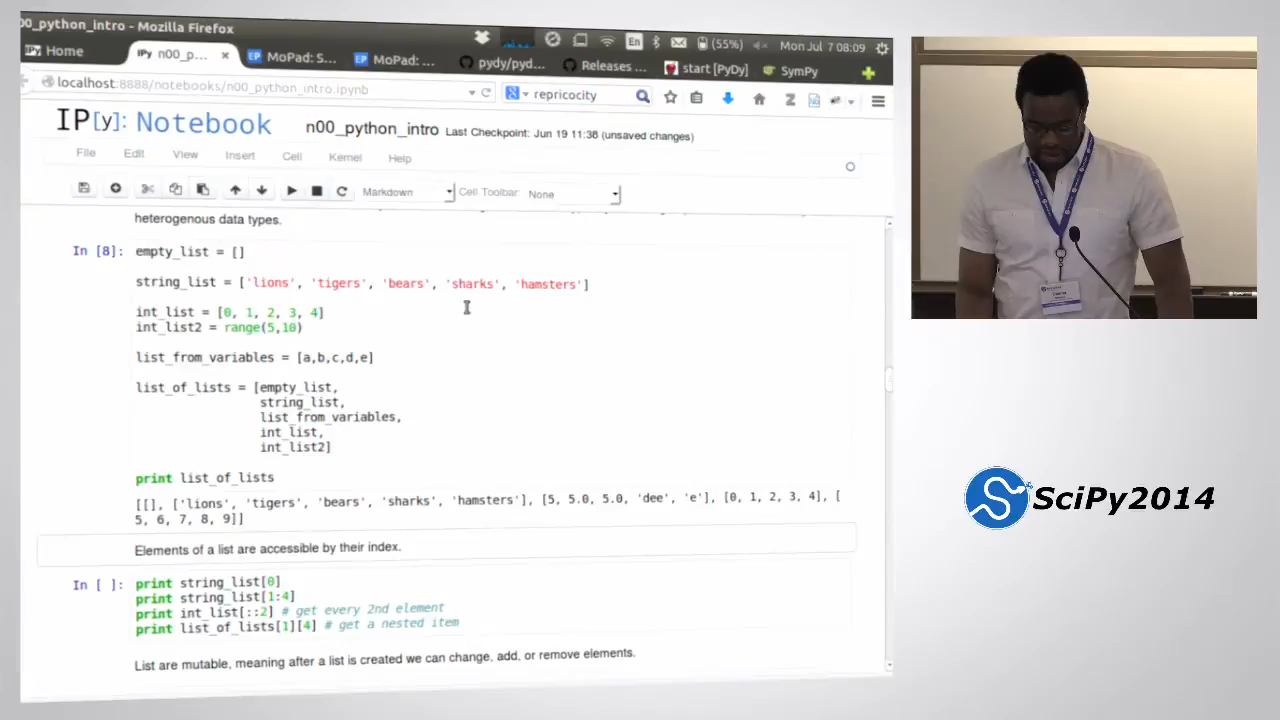 00_python_intro - Mozilla Firefox
En
(55%)
Mon Jul 7 08:09
IPy Home
IPy n00_p...
EP MoPad: S...
EP MoPad: ...
pydy/pyd...
Releases ...
start [PyDy]
SymPy
localhost:8888/notebooks/n00_python_intro.ipynb
repricocity
IP[y]: Notebook
n00_python_intro Last Checkpoint: Jun 19 11:36 (unsaved changes)
File Edit View Insert Cell Kernel Help
Markdown
Cell Toolbar: None
heterogenous data types.
In [8]: empty_list = []
string_list = ['lions', 'tigers', 'bears', 'sharks', 'hamsters']
int_list = [0, 1, 2, 3, 4]
int_list2 = range(5,10)
list_from_variables = [a,b,c,d,e]
list_of_lists = [empty_list,
string_list,
list_from_variables,
int_list,
int_list2]
print list_of_lists
[[], ['lions', 'tigers', 'bears', 'sharks', 'hamsters'], [5, 5.0, 5.0, 'dee', 'e'], [0, 1, 2, 3, 4], [
5, 6, 7, 8, 9]]
Elements of a list are accessible by their index.
In [ ]: print string_list[0]
print string_list[1:4]
print int_list[::2] # get every 2nd element
print list_of_lists[1][4] # get a nested item
List are mutable, meaning after a list is created we can change, add, or remove elements.
SciPy2014